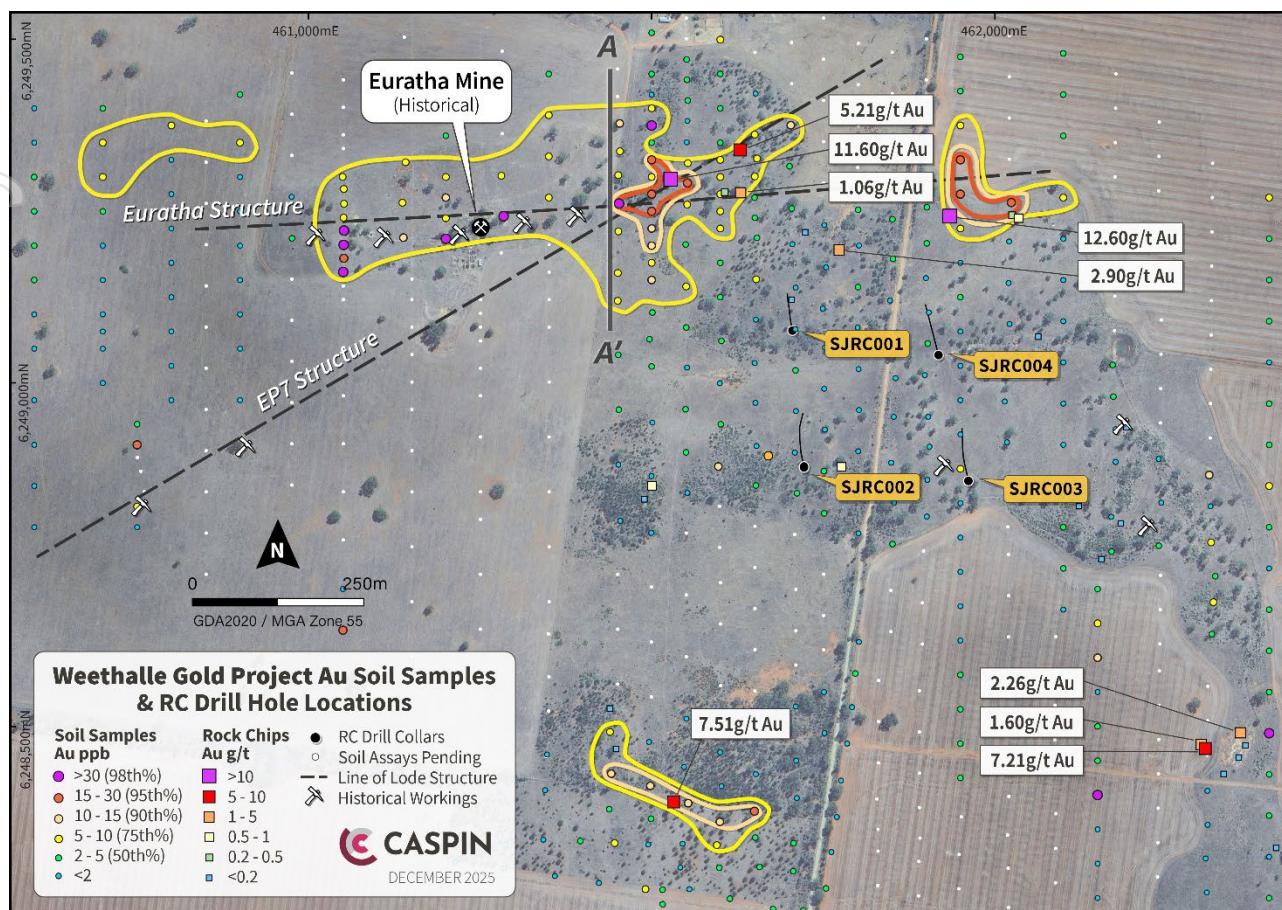 461,000mE
462,000mE
6,249,500mN
6,249,000mN
6,248,500mN
A
A'
Euratha Mine
(Historical)
5.21g/t Au
11.60g/t Au
1.06g/t Au
12.60g/t Au
2.90g/t Au
Euratha Structure
EP7 Structure
SJRC001
SJRC004
SJRC002
SJRC003
N
0
250m
GDA2020 / MGA Zone 55
2.26g/t Au
1.60g/t Au
7.21g/t Au
7.51g/t Au
Weethalle Gold Project Au Soil Samples
& RC Drill Hole Locations
Soil Samples
Au ppb
>30 (98th%)
15 - 30 (95th%)
10 - 15 (90th%)
5 - 10 (75th%)
2 - 5 (50th%)
<2
Rock Chips
Au g/t
>10
5 - 10
1 - 5
0.5 - 1
0.2 - 0.5
<0.2
RC Drill Collars
Soil Assays Pending
Line of Lode Structure
Historical Workings
CASPIN
DECEMBER 2025